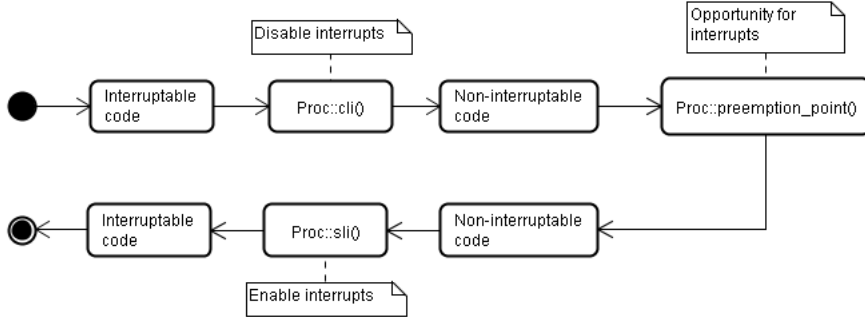 Disable interrupts
Opportunity for
interrupts
Interruptable
code
Proc::cli()
Non-interruptable
code
Proc::preemption_point()
Interruptable
code
Proc::sli()
Non-interruptable
code
Enable interrupts